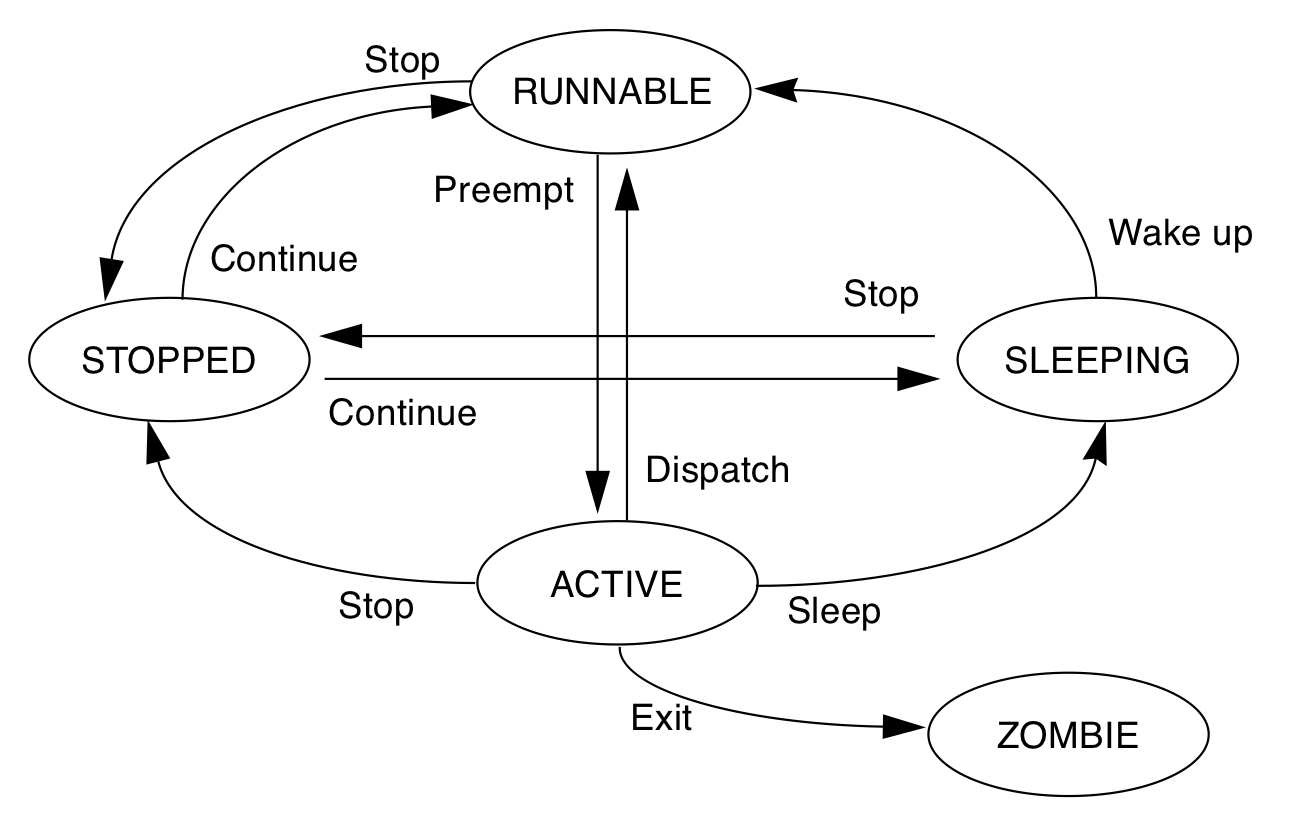 Stop
RUNNABLE
Preempt
Continue
Wake up
Stop
STOPPED
SLEEPING
Continue
Dispatch
ACTIVE
Stop
Sleep
Exit
ZOMBIE